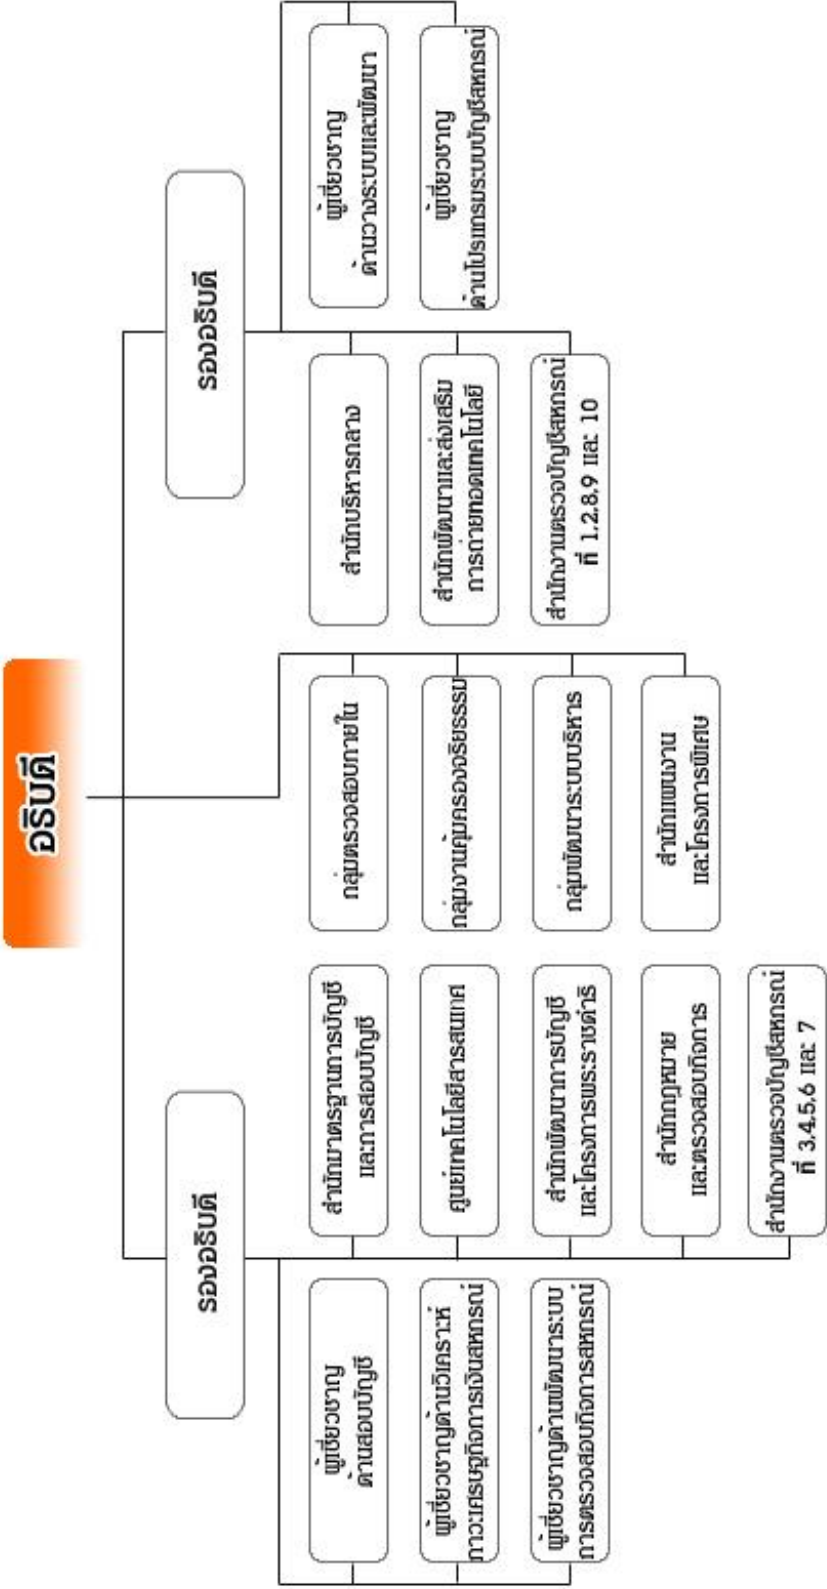 อธิบดี
รองอธิบดี
รองอธิบดี
ผู้เชี่ยวชาญ
ด้านสอบบัญชี
ผู้เชี่ยวชาญด้านวิเคราะห์
ภาวะเศรษฐกิจการเงินสหกรณ์
ผู้เชี่ยวชาญด้านพัฒนาระบบ
การตรวจสอบกิจการสหกรณ์
สำนักมาตรฐานการบัญชี
และการสอบบัญชี
ศูนย์เทคโนโลยีสารสนเทศ
สำนักพัฒนาการบัญชี
และโครงการพระราชดำริ
สำนักกฎหมาย
และตรวจสอบกิจการ
สำนักงานตรวจบัญชีสหกรณ์
ที่ 3,4,5,6 และ 7
กลุ่มตรวจสอบภายใน
กลุ่มงานคุ้มครองจริยธรรม
กลุ่มพัฒนาระบบบริหาร
สำนักแผนงาน
และโครงการพิเศษ
สำนักบริหารกลาง
สำนักพัฒนาและส่งเสริม
การถ่ายทอดเทคโนโลยี
สำนักงานตรวจบัญชีสหกรณ์
ที่ 1,2,8,9 และ 10
ผู้เชี่ยวชาญ
ด้านวางระบบและพัฒนา
ผู้เชี่ยวชาญ
ด้านโปรแกรมระบบบัญชีสหกรณ์